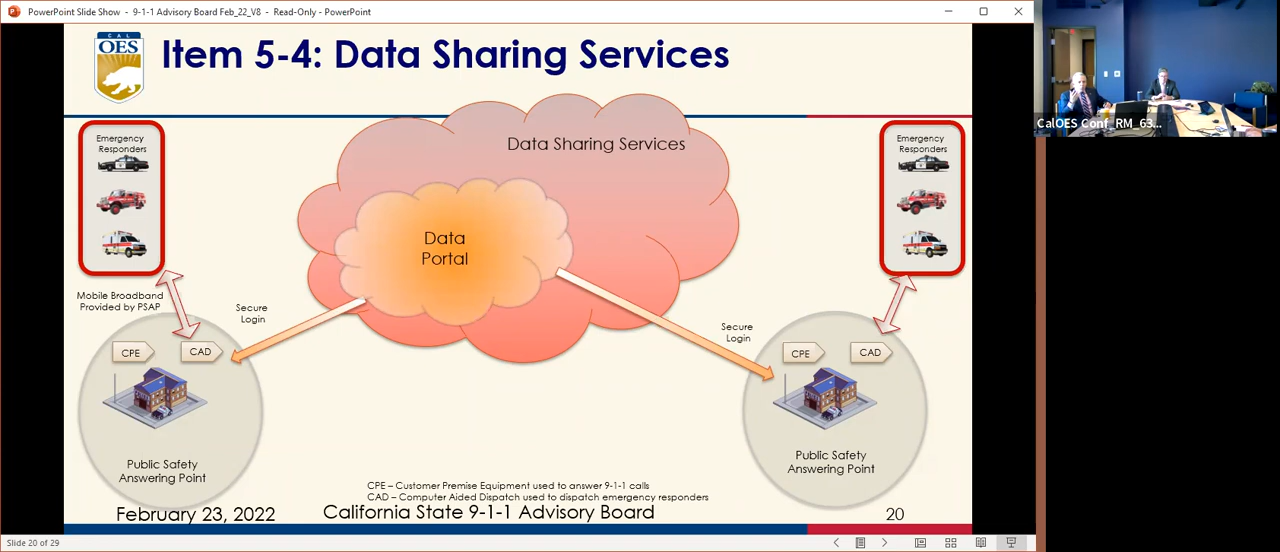 PowerPoint Slide Show - 9-1-1 Advisory Board Feb_22_V8 - Read-Only - PowerPoint
CAL
OES
Item 5-4: Data Sharing Services
CalOES Conf_RM_63...
Emergency
Responders
Data Sharing Services
Emergency
Responders
Data
Portal
Mobile Broadband
Provided by PSAP
Secure
Login
Secure
Login
CPE
CAD
CPE
CAD
Public Safety
Answering Point
Public Safety
Answering Point
CPE – Customer Premise Equipment used to answer 9-1-1 calls
CAD – Computer Aided Dispatch used to dispatch emergency responders
February 23, 2022
California State 9-1-1 Advisory Board
20
Slide 20 of 29